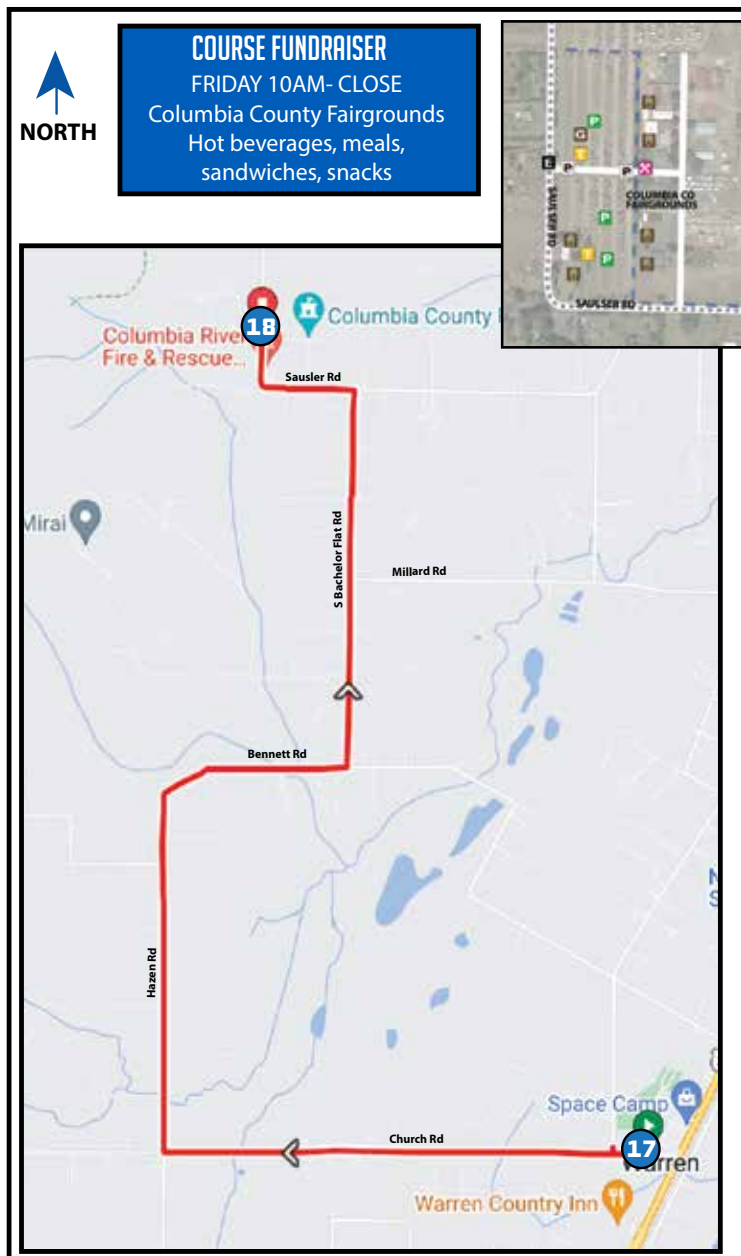 NORTH
COURSE FUNDRAISER
FRIDAY 10AM- CLOSE
Columbia County Fairgrounds
Hot beverages, meals,
sandwiches, snacks
P
G
T
E
P
P
COLUMBIA CO
FAIRGROUNDS
SAULSER RD
P
T
P
SAULSER RD
18
Columbia River
Fire & Rescue...
Columbia County
Sausler Rd
Mirai
S Bachelor Flat Rd
Millard Rd
Bennett Rd
Hazen Rd
N
S
Space Camp
Church Rd
17
Warren
Warren Country Inn